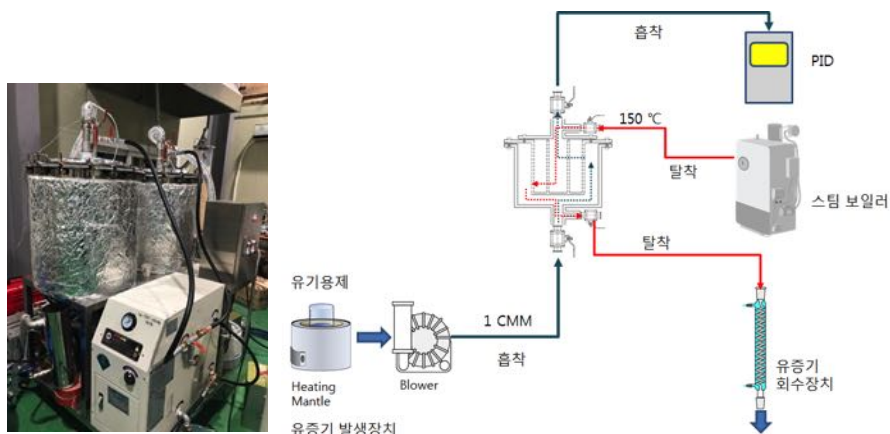 흡착
PID
150 ℃
탈착
스팀 보일러
탈착
유기용제
1 CMM
흡착
Heating
Mantle
Blower
유증기
회수장치
유증기 발생장치